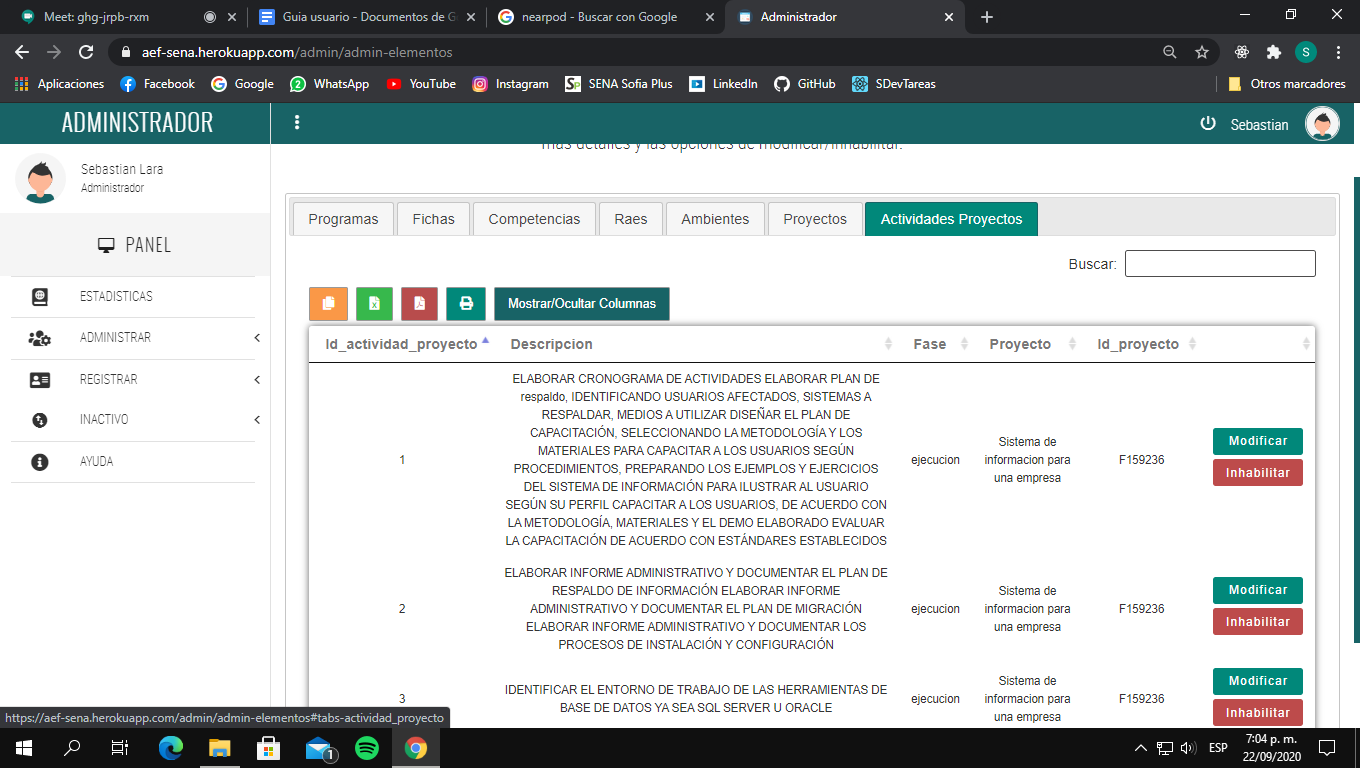 Meet: ghg-jrpb-rxm
Guia usuario - Documentos de G
nearpod - Buscar con Google
Administrador
aef-sena.herokuapp.com/admin/admin-elementos
S
Aplicaciones
Facebook
Google
WhatsApp
YouTube
Instagram
SENA Sofia Plus
LinkedIn
GitHub
SDevTareas
Otros marcadores
ADMINISTRADOR
Sebastian
más detalles y las opciones de modificar/inhabilitar.
Sebastian Lara
Administrador
PANEL
ESTADISTICAS
ADMINISTRAR
REGISTRAR
INACTIVO
AYUDA
Programas
Fichas
Competencias
Raes
Ambientes
Proyectos
Actividades Proyectos
Buscar:
Mostrar/Ocultar Columnas
Id_actividad_proyecto
Descripcion
Fase
Proyecto
Id_proyecto
1
ELABORAR CRONOGRAMA DE ACTIVIDADES ELABORAR PLAN DE
respaldo, IDENTIFICANDO USUARIOS AFECTADOS, SISTEMAS A
RESPALDAR, MEDIOS A UTILIZAR DISEÑAR EL PLAN DE
CAPACITACIÓN, SELECCIONANDO LA METODOLOGÍA Y LOS
MATERIALES PARA CAPACITAR A LOS USUARIOS SEGÚN
PROCEDIMIENTOS, PREPARANDO LOS EJEMPLOS Y EJERCICIOS
DEL SISTEMA DE INFORMACIÓN PARA ILUSTRAR AL USUARIO
SEGÚN SU PERFIL CAPACITAR A LOS USUARIOS, DE ACUERDO CON
LA METODOLOGÍA, MATERIALES Y EL DEMO ELABORADO EVALUAR
LA CAPACITACIÓN DE ACUERDO CON ESTÁNDARES ESTABLECIDOS
ejecucion
Sistema de
informacion para
una empresa
F159236
Modificar
Inhabilitar
2
ELABORAR INFORME ADMINISTRATIVO Y DOCUMENTAR EL PLAN DE
RESPALDO DE INFORMACIÓN ELABORAR INFORME
ADMINISTRATIVO Y DOCUMENTAR EL PLAN DE MIGRACIÓN
ELABORAR INFORME ADMINISTRATIVO Y DOCUMENTAR LOS
PROCESOS DE INSTALACIÓN Y CONFIGURACIÓN
ejecucion
Sistema de
informacion para
una empresa
F159236
Modificar
Inhabilitar
3
IDENTIFICAR EL ENTORNO DE TRABAJO DE LAS HERRAMIENTAS DE
BASE DE DATOS YA SEA SQL SERVER U ORACLE
ejecucion
Sistema de
informacion para
una empresa
F159236
Modificar
Inhabilitar
https://aef-sena.herokuapp.com/admin/admin-elementos#tabs-actividad_proyecto
1
ESP
7:04 p. m.
22/09/2020